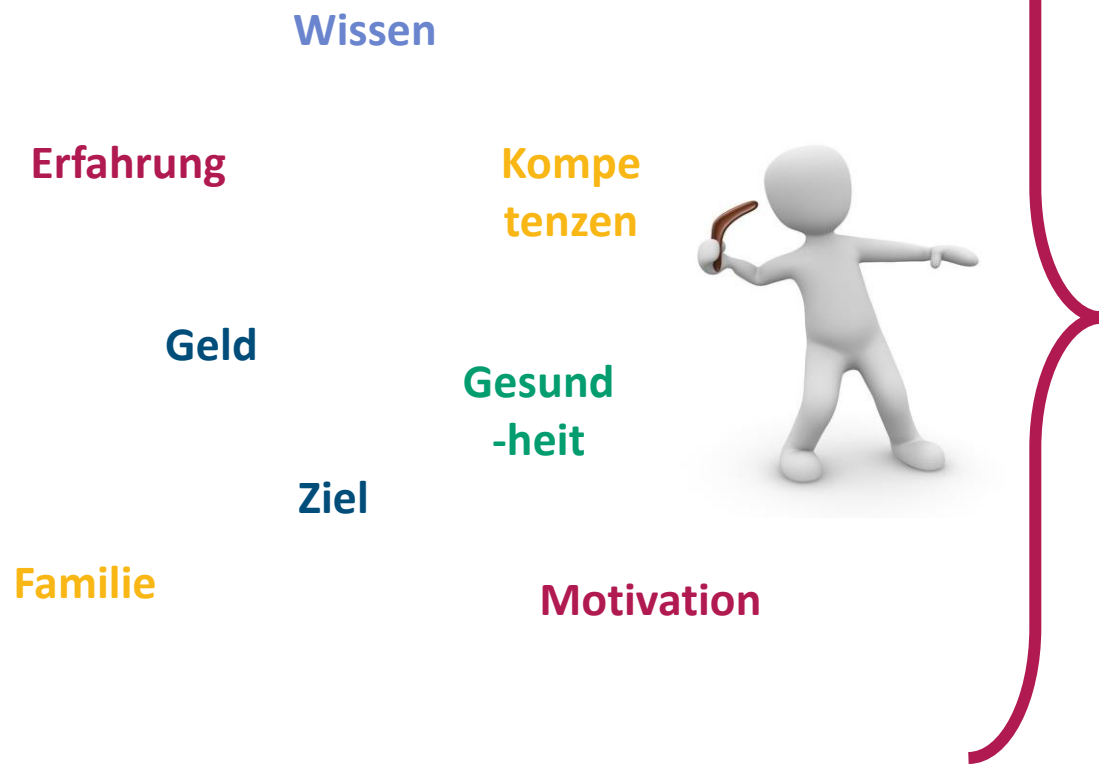 Wissen
Erfahrung
Kompe
tenzen
Geld
Gesund
-heit
Ziel
Familie
Motivation